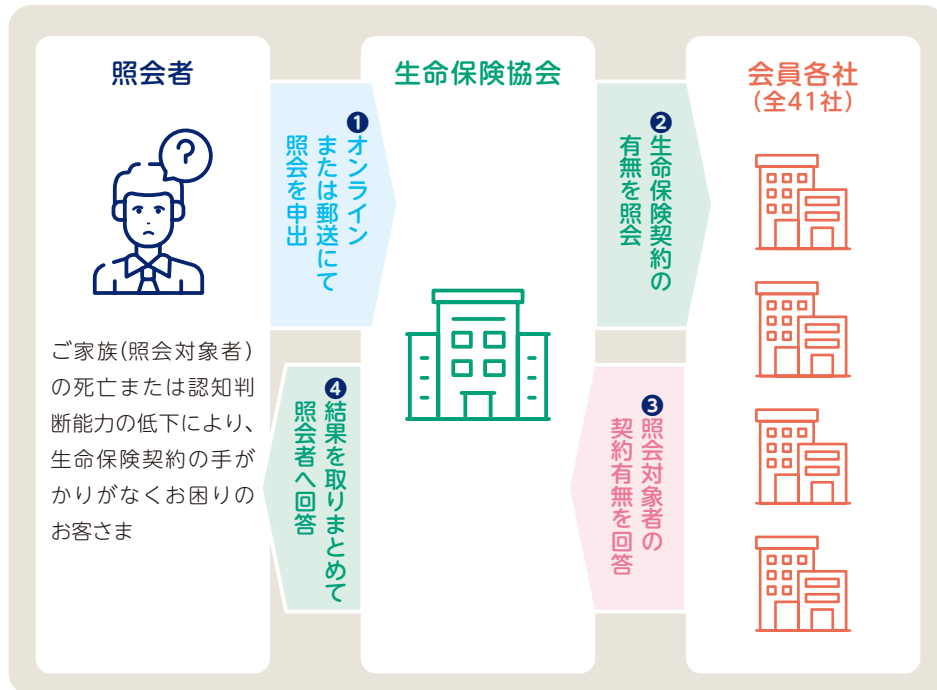 照会者
?
ご家族(照会対象者)
の死亡または認知判
断能力の低下により、
生命保険契約の手が
かりがなくお困りの
お客さま
❶オンライン
または郵送にて
照会を申出
生命保険協会
❷生命保険契約の
有無を照会
会員各社
(全41社)
❸照会対象者の
契約有無を回答
❹結果を取りまとめて
照会者へ回答